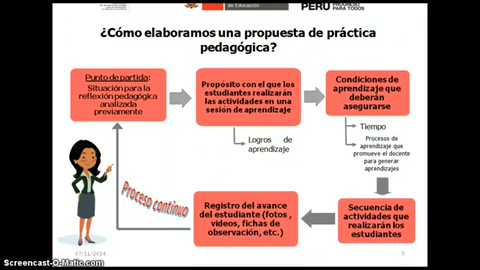 de Educación
PERÚ
PROGRESO
PARA TODOS
¿Cómo elaboramos una propuesta de práctica
pedagógica?
Punto de partida:
Situación para la
reflexión pedagógica
analizada
previamente
Propósito con el que los
estudiantes realizarán
las actividades en una
sesión de aprendizaje
Condiciones de
aprendizaje que
deberán
asegurarse
Logros de
aprendizaje
Tiempo
Procesos de
aprendizaje que
promueve el docente
para generar
aprendizajes
Proceso contínuo
Registro del avance
del estudiante (fotos ,
videos, fichas de
observación, etc.)
Secuencia de
actividades que
realizarán los
estudiantes
07/11/2014
5
Screencast-O-Matic.com